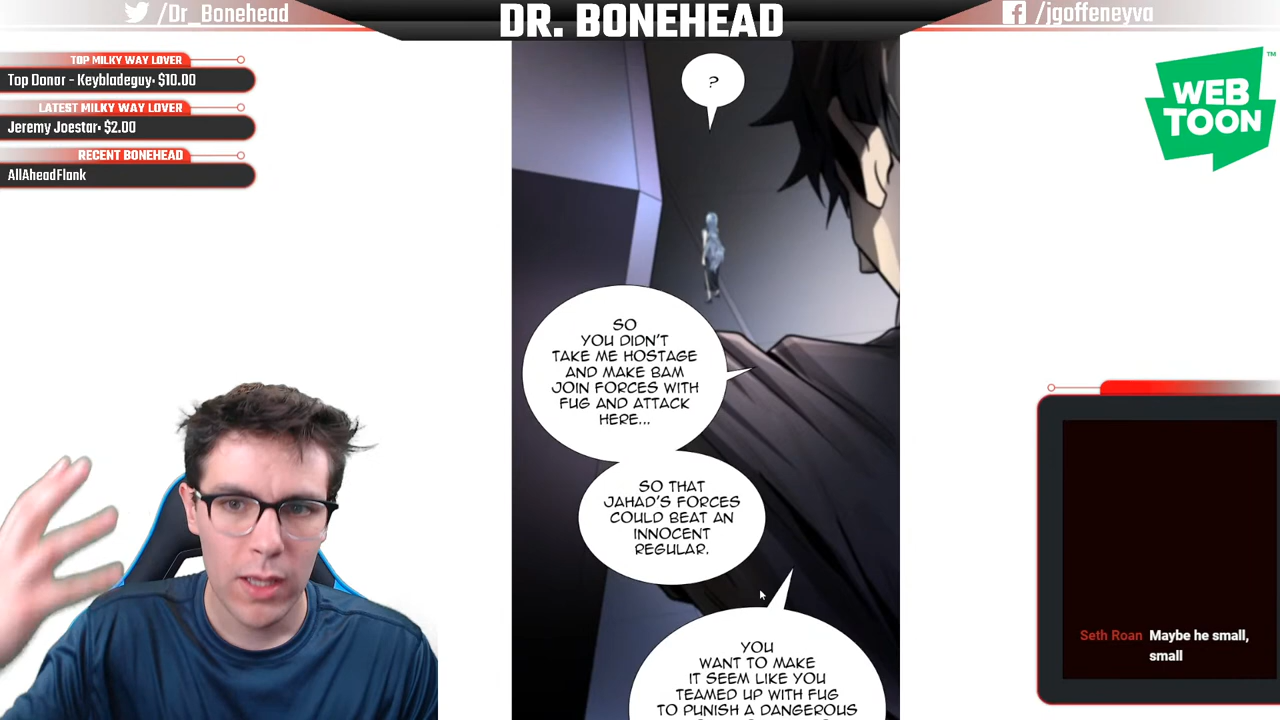 /Dr_Bonehead
DR. BONEHEAD
/jgoffeneyva
TOP MILKY WAY LOVER
Top Donor - Keybladeguy: $10.00
LATEST MILKY WAY LOVER
Jeremy Joestar: $2.00
RECENT BONEHEAD
AllAheadFlank
WEB
TOON
TM
?
SO
YOU DIDN'T
TAKE ME HOSTAGE
AND MAKE BAM
JOIN FORCES WITH
FUG AND ATTACK
HERE...
SO THAT
JAHAD'S FORCES
COULD BEAT AN
INNOCENT
REGULAR.
YOU
WANT TO MAKE
IT SEEM LIKE YOU
TEAMED UP WITH FUG
TO PUNISH A DANGEROUS
Seth Roan Maybe he small,
small